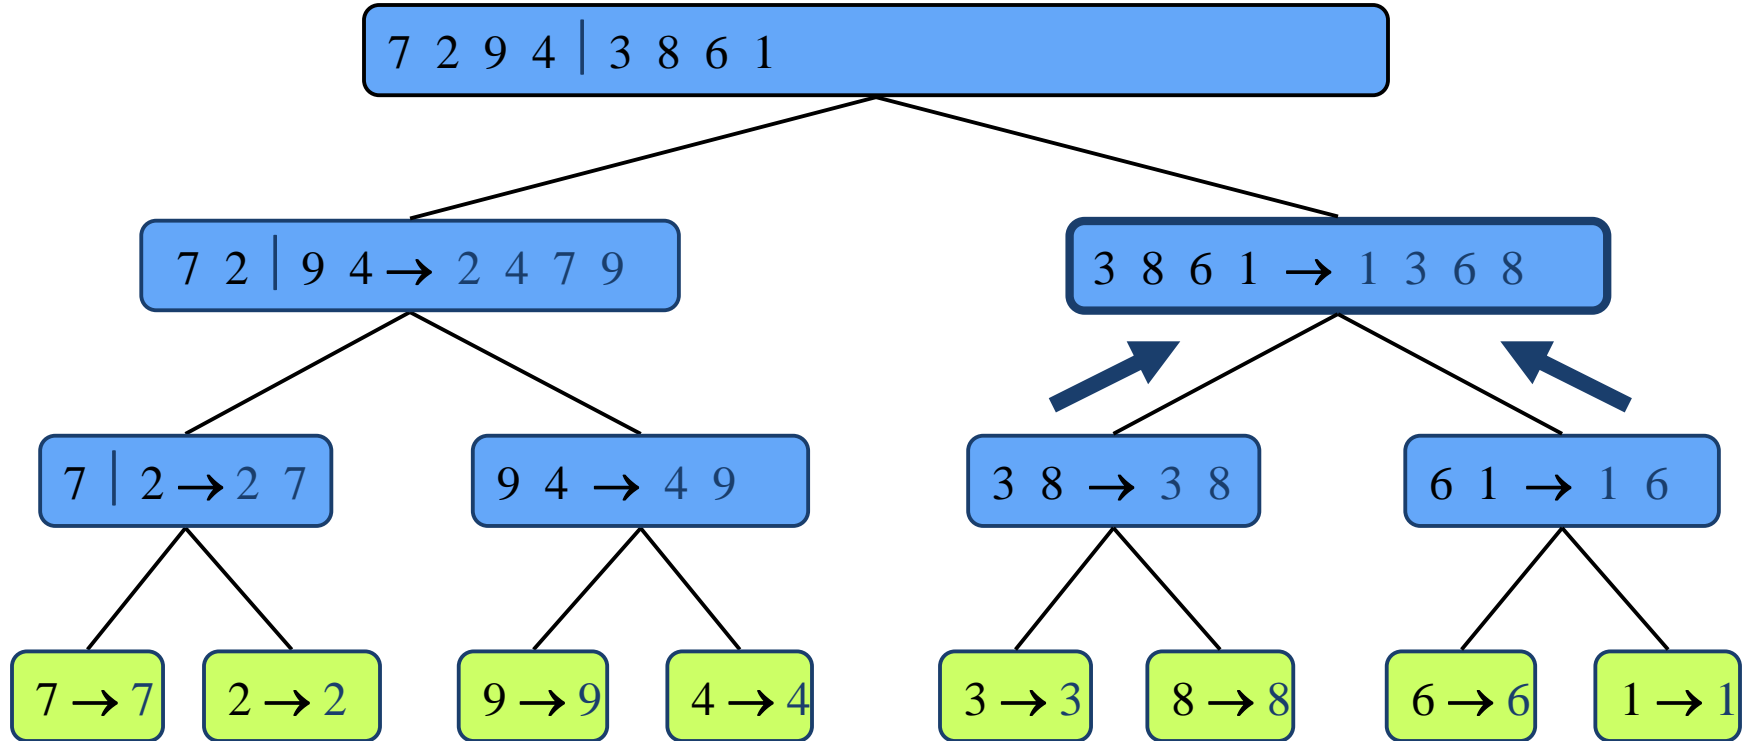 7 2 9 4 | 3 8 6 1
7 2 | 9 4 → 2 4 7 9
3 8 6 1 → 1 3 6 8
7 | 2 → 2 7
9 4 → 4 9
3 8 → 3 8
6 1 → 1 6
7 → 7
2 → 2
9 → 9
4 → 4
3 → 3
8 → 8
6 → 6
1 → 1